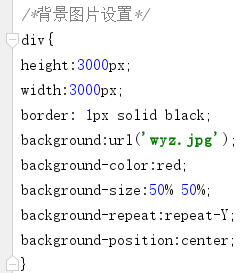 /*背景图片设置*/
div{
height:3000px;
width:3000px;
border: 1px solid black;
background:url('wyz.jpg');
background-color:red;
background-size:50% 50%;
background-repeat:repeat-Y;
background-position:center;
}